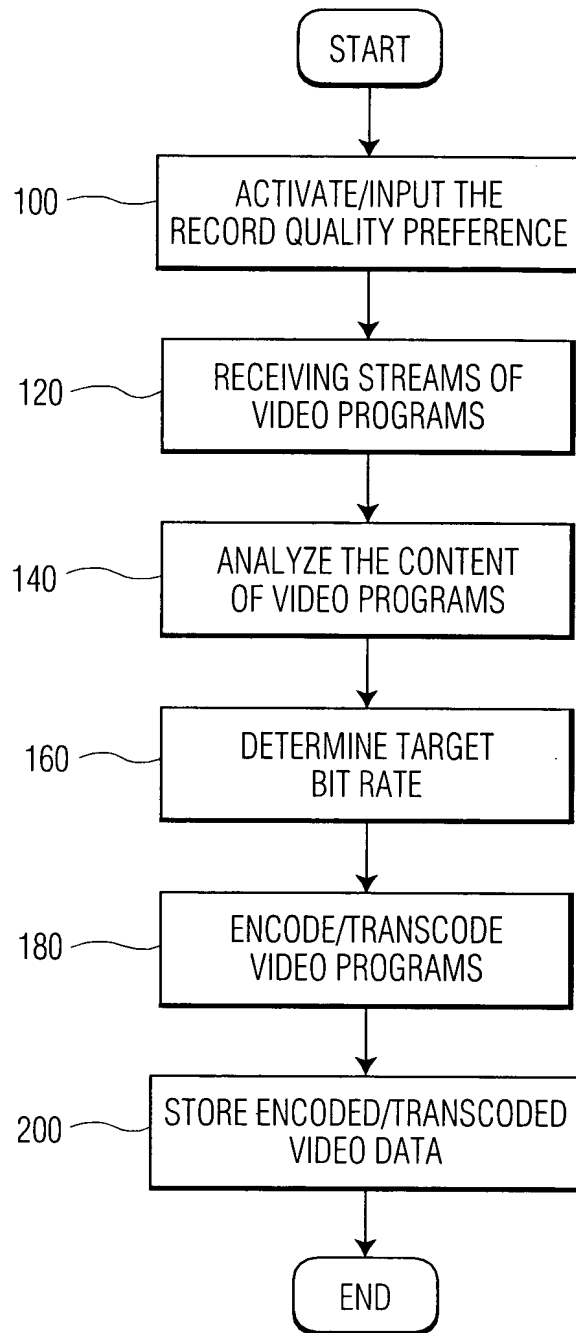 START
100
ACTIVATE/INPUT THE
RECORD QUALITY PREFERENCE
120
RECEIVING STREAMS OF
VIDEO PROGRAMS
140
ANALYZE THE CONTENT
OF VIDEO PROGRAMS
160
DETERMINE TARGET
BIT RATE
180
ENCODE/TRANSCODE
VIDEO PROGRAMS
200
STORE ENCODED/TRANSCODED
VIDEO DATA
END